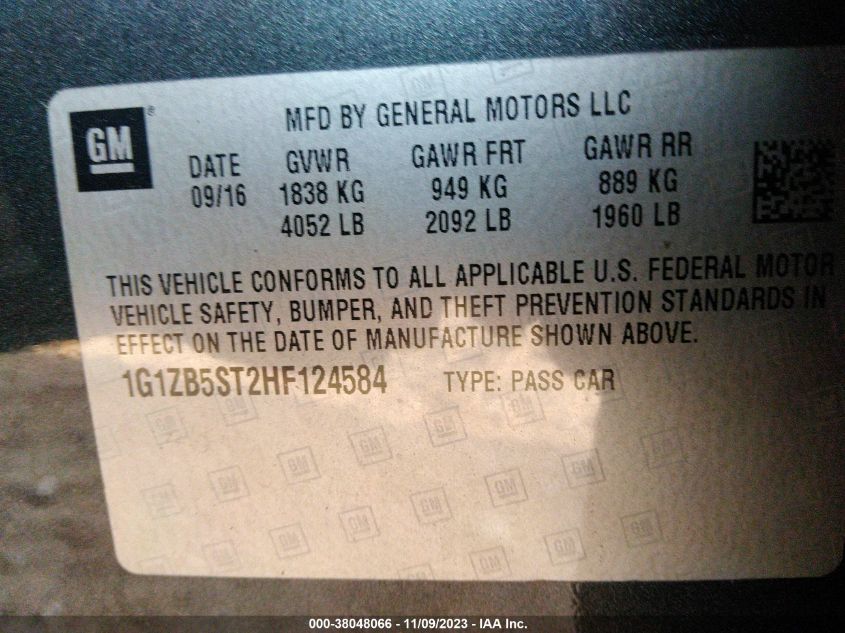 GM ®
MFD BY GENERAL MOTORS LLC
DATE GVWR GAWR FRT GAWR RR
09/16 1838 KG 949 KG 889 KG
4052 LB 2092 LB 1960 LB
THIS VEHICLE CONFORMS TO ALL APPLICABLE U.S. FEDERAL MOTOR
VEHICLE SAFETY, BUMPER, AND THEFT PREVENTION STANDARDS IN
EFFECT ON THE DATE OF MANUFACTURE SHOWN ABOVE.
1G1ZB5ST2HF124584 TYPE: PASS CAR
000-38048066 - 11/09/2023 - IAA Inc.